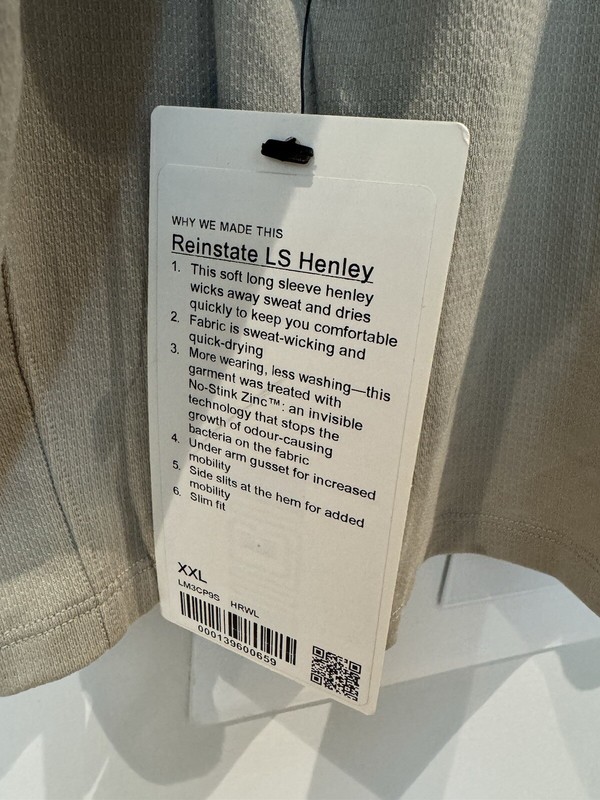 WHY WE MADE THIS
Reinstate LS Henley
1. This soft long sleeve henley
wicks away sweat and dries
quickly to keep you comfortable
2. Fabric is sweat-wicking and
quick-drying
3. More wearing, less washing—this
garment was treated with
No-Stink Zinc™: an invisible
technology that stops the
growth of odour-causing
bacteria on the fabric
4. Under arm gusset for increased
mobility
5. Side slits at the hem for added
mobility
6. Slim fit
XXL
LM3CP9S HRWL
000139600659